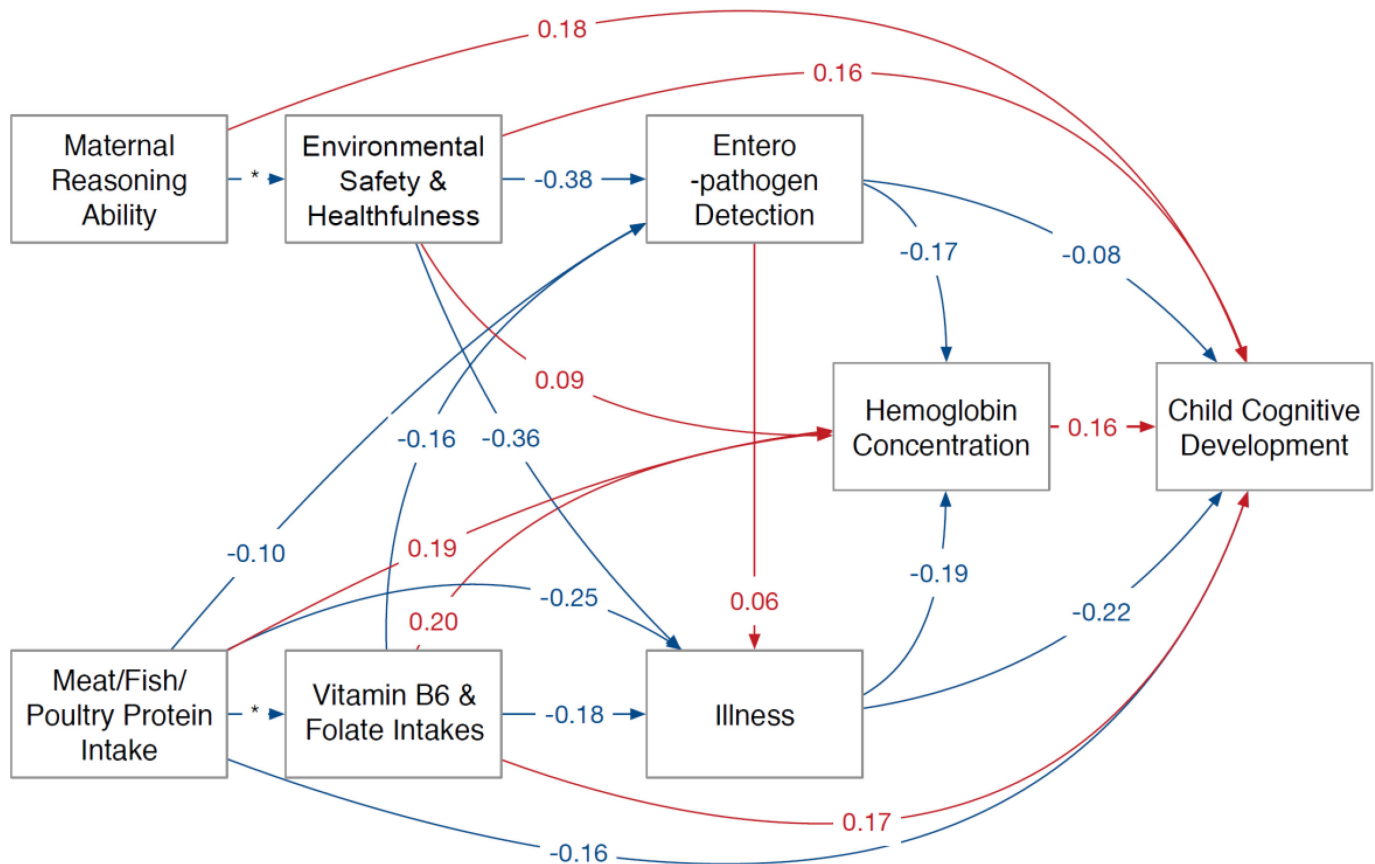 0.18
0.16
Maternal
Reasoning
Ability
*
Environmental
Safety &
Healthfulness
-0.38
Entero
-pathogen
Detection
-0.17
-0.08
0.09
-0.16
-0.36
Hemoglobin
Concentration
0.16
Child Cognitive
Development
-0.10
0.19
-0.25
0.20
0.06
-0.19
-0.22
Meat/Fish/
Poultry Protein
Intake
*
Vitamin B6 &
Folate Intakes
-0.18
Illness
0.17
-0.16